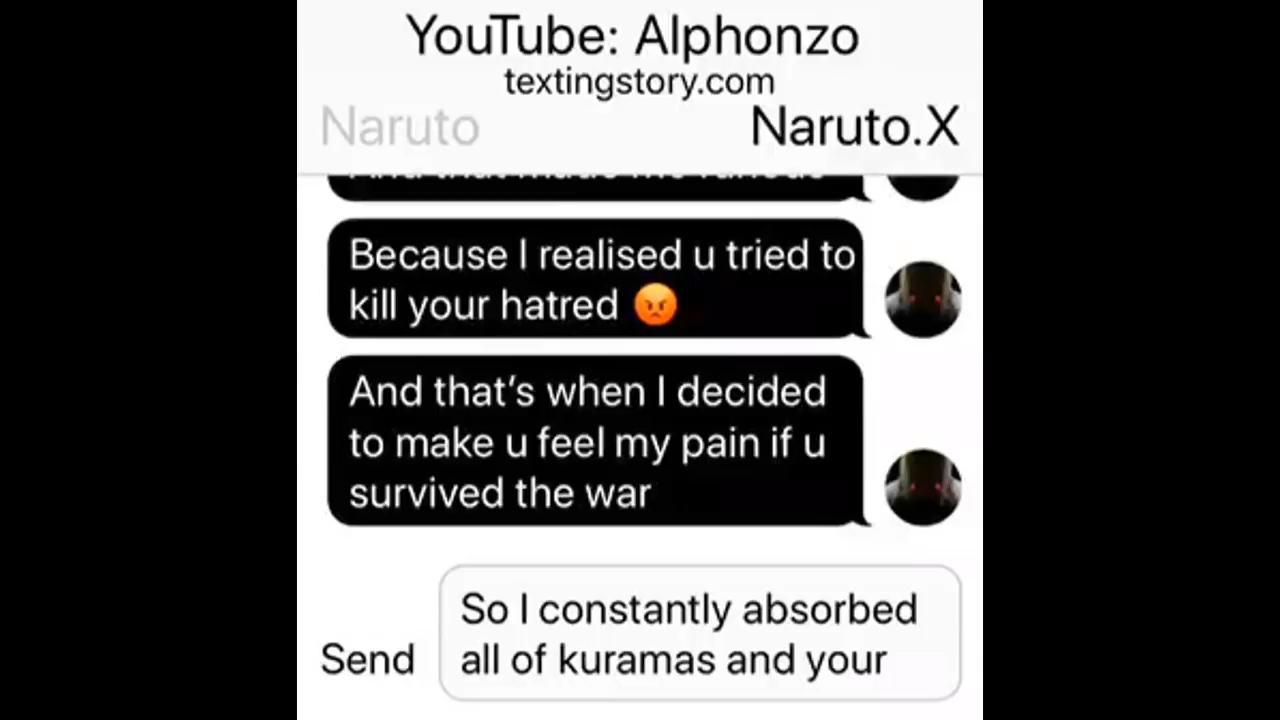 YouTube: Alphonzo
textingstory.com
Naruto
Naruto.X
Because I realised u tried to
kill your hatred 😡
And that's when I decided
to make u feel my pain if u
survived the war
So I constantly absorbed
Send
all of kuramas and your